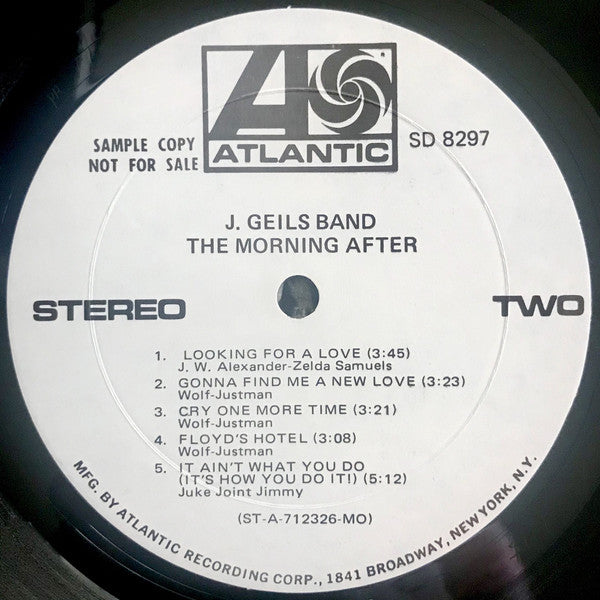 SAMPLE COPY
NOT FOR SALE
ATLANTIC
SD 8297
J. GEILS BAND
THE MORNING AFTER
STEREO
TWO
1. LOOKING FOR A LOVE (3:45)
J. W. Alexander-Zelda Samuels
2. GONNA FIND ME A NEW LOVE (3:23)
Wolf-Justman
3. CRY ONE MORE TIME (3:21)
Wolf-Justman
4. FLOYD'S HOTEL (3:08)
Wolf-Justman
5. IT AIN'T WHAT YOU DO
(IT'S HOW YOU DO IT!) (5:12)
Juke Joint Jimmy
(ST-A-712326-MO)
MFG. BY ATLANTIC RECORDING CORP., 1841 BROADWAY, NEW YORK, N.Y.